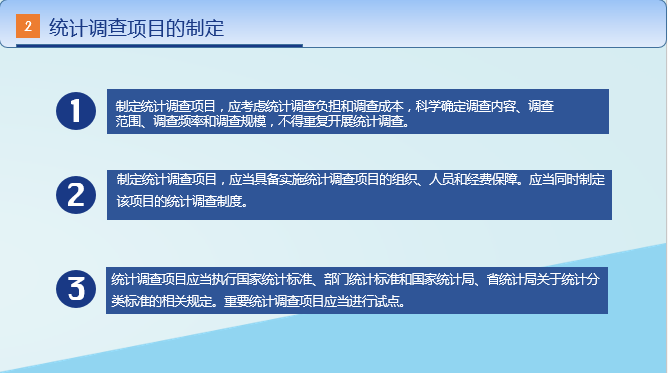 2 统计调查项目的制定
1
制定统计调查项目，应考虑统计调查负担和调查成本，科学确定调查内容、调查
范围、调查频率和调查规模，不得重复开展统计调查。
2
制定统计调查项目，应当具备实施统计调查项目的组织、人员和经费保障。应当同时制定
该项目的统计调查制度。
3
统计调查项目应当执行国家统计标准、部门统计标准和国家统计局、省统计局关于统计分
类标准的相关规定。重要统计调查项目应当进行试点。